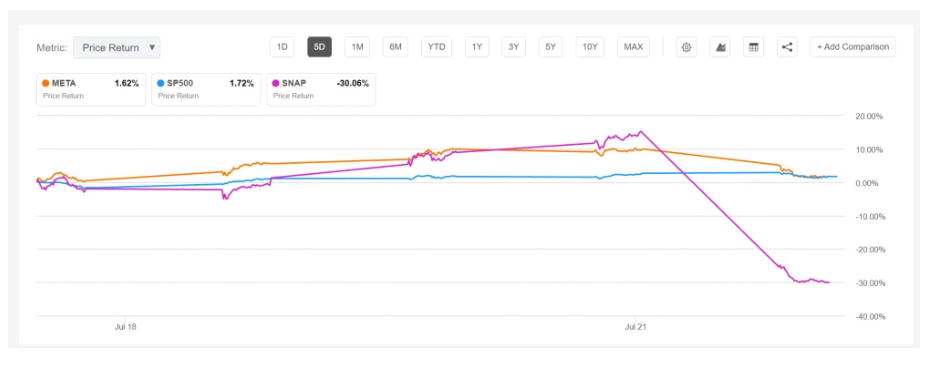 Metric: Price Return ▼ 1D 5D 1M 6M YTD 1Y 3Y 5Y 10Y MAX + Add Comparison
META 1.62% SP500 1.72% SNAP -30.06%
Price Return Price Return Price Return
20.00%
10.00%
0.00%
-10.00%
-20.00%
-30.00%
-40.00%
Jul 18 Jul 21